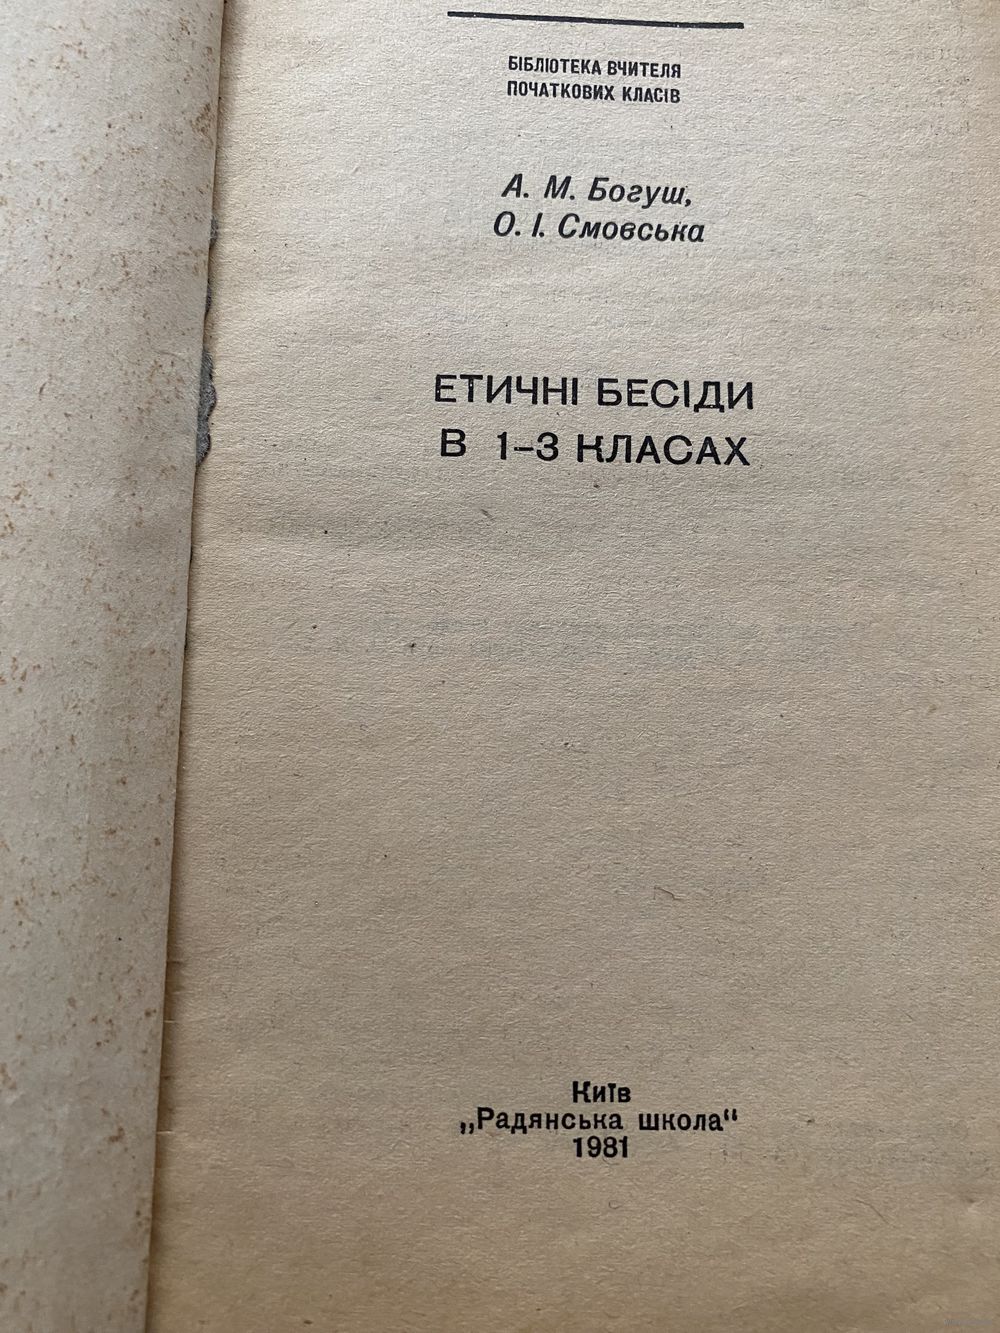 БІБЛІОТЕКА ВЧИТЕЛЯ
ПОЧАТКОВИХ КЛАСІВ
А. М. Богуш,
О. І. Смовська
ЕТИЧНІ БЕСІДИ
В 1–3 КЛАСАХ
Київ
„Радянська школа“
1981